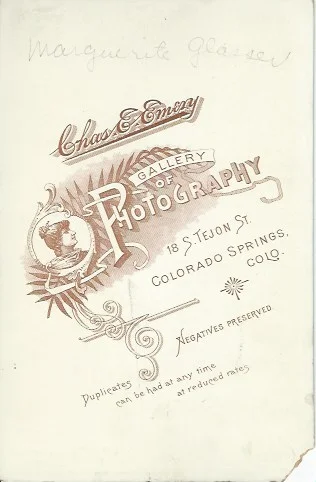 Marguerite Glasser
Chas. E. Emery
GALLERY
OF
PHOTOGRAPHY
18 S. TEJON ST.
COLORADO SPRINGS,
COLO.
NEGATIVES PRESERVED
Duplicates
can be had at any time
at reduced rates